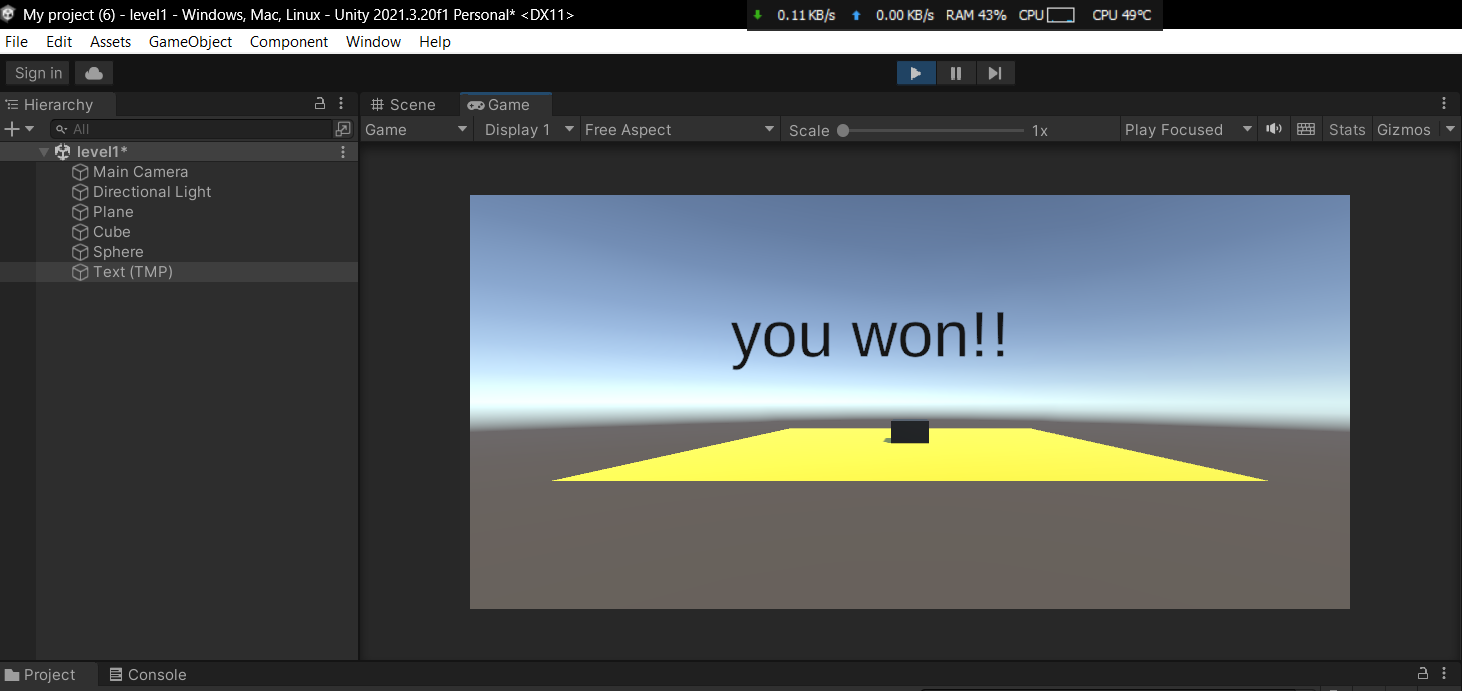 My project (6) - level1 - Windows, Mac, Linux - Unity 2021.3.20f1 Personal* <DX11>
0.11 KB/s 0.00 KB/s RAM 43% CPU CPU 49°C
File Edit Assets GameObject Component Window Help
Sign in
Hierarchy
Scene Game
All
Game Display 1 Free Aspect Scale 1x Play Focused Stats Gizmos
level1*
Main Camera
Directional Light
Plane
Cube
Sphere
Text (TMP)
you won!!
Project Console